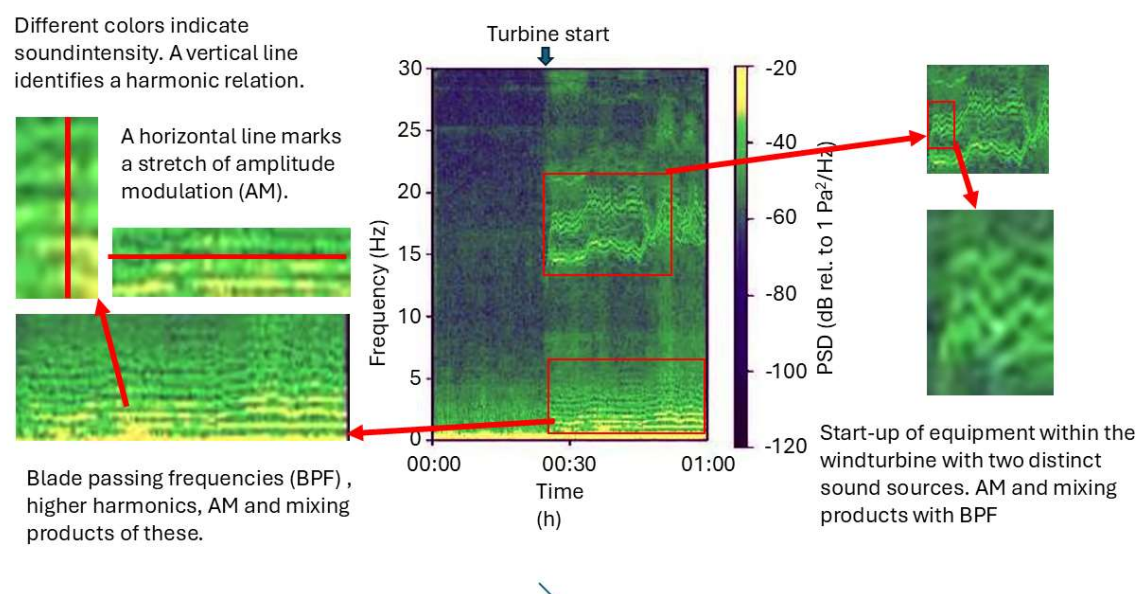 Different colors indicate
soundintensity. A vertical line
identifies a harmonic relation.
A horizontal line marks
a stretch of amplitude
modulation (AM).
Blade passing frequencies (BPF) ,
higher harmonics, AM and mixing
products of these.
Turbine start
30
25
20
15
10
5
0
Frequency (Hz)
00:00
00:30
01:00
Time
(h)
-20
-40
-60
-80
-100
-120
PSD (dB rel. to 1 Pa²/Hz)
Start-up of equipment within the
windturbine with two distinct
sound sources. AM and mixing
products with BPF